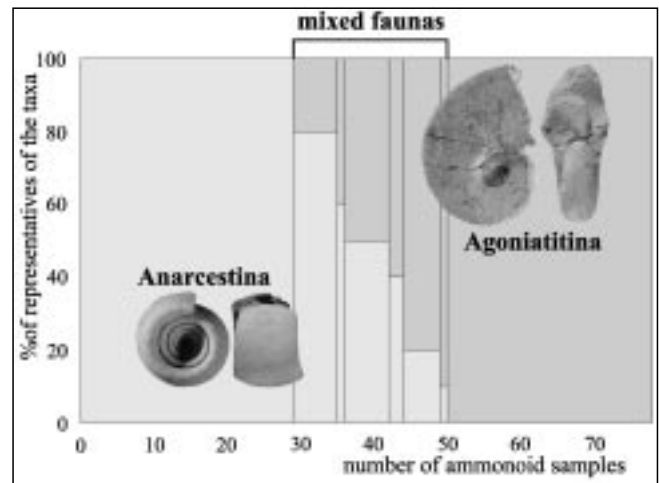 mixed faunas
100
80
60
40
20
0
%of representatives of the taxa
Anarcestina
Agoniatitina
0 10 20 30 40 50 60 70
number of ammonoid samples